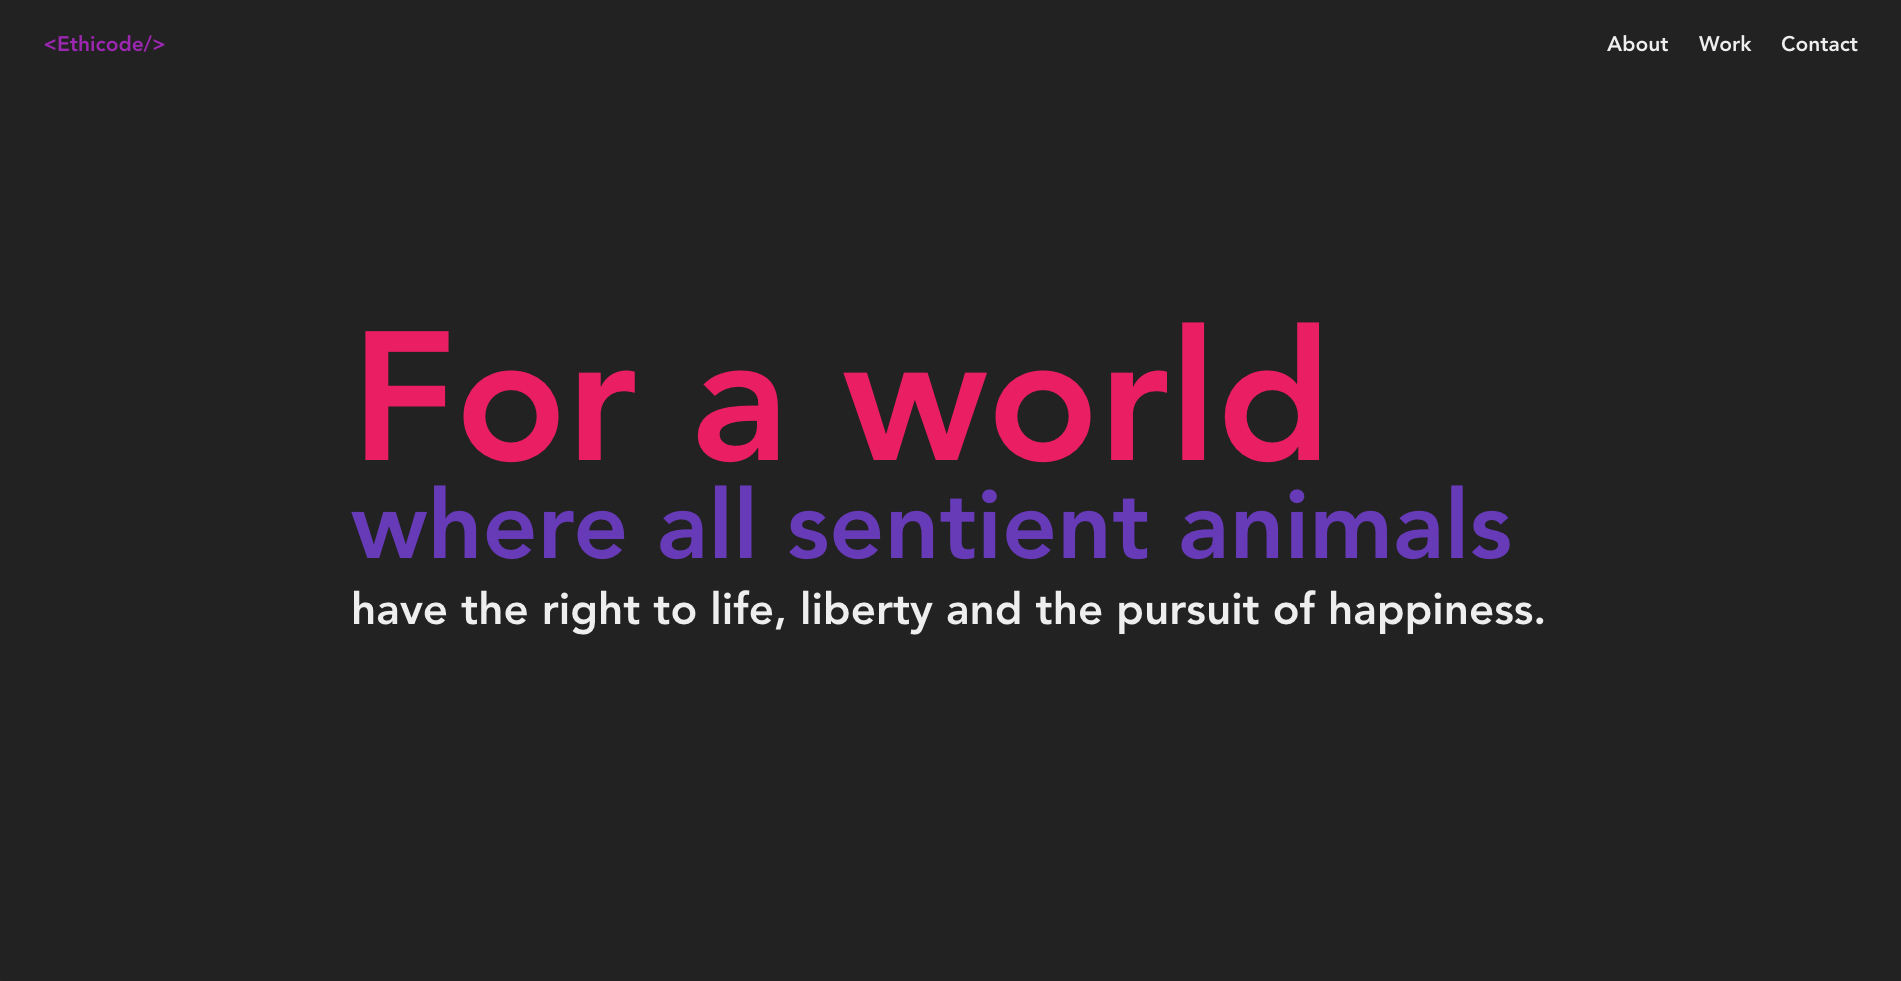 <Ethicode/>
About Work Contact
For a world
where all sentient animals
have the right to life, liberty and the pursuit of happiness.